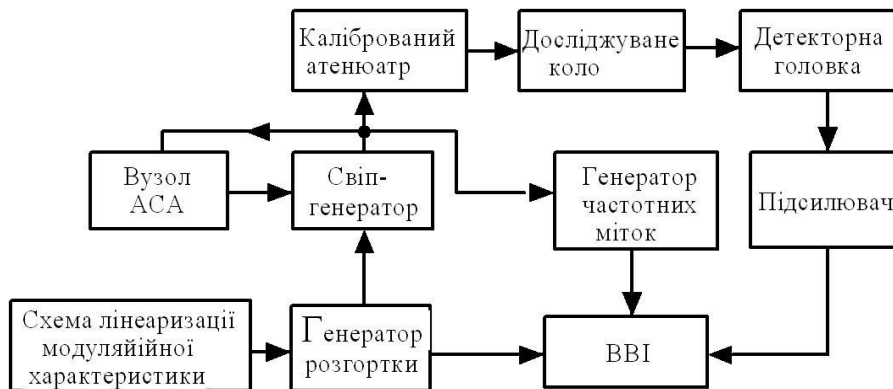 Калібрований
атенюатр
Досліджуване
коло
Детекторна
головка
Вузол
АСА
Свіп-
генератор
Генератор
частотних
міток
Підсилювач
Схема лінеаризації
модуляйійної
характеристики
Генератор
розгортки
ВВІ